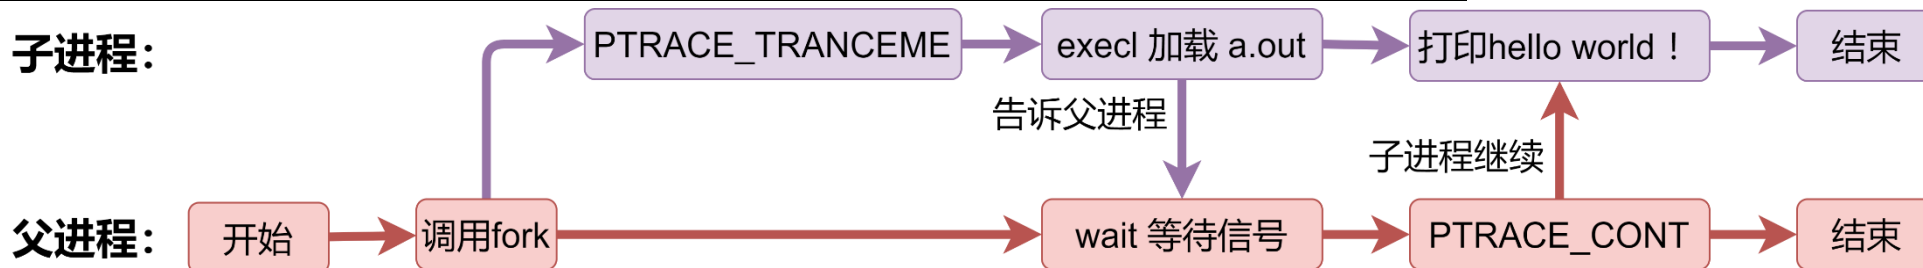 子进程：
PTRACE_TRANCEME
execl 加载 a.out
打印hello world！
结束
告诉父进程
子进程继续
父进程：
开始
调用fork
wait 等待信号
PTRACE_CONT
结束